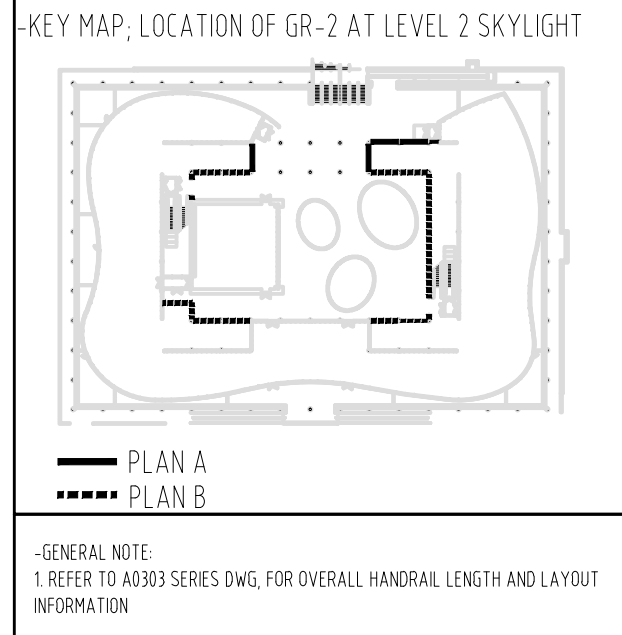 -KEY MAP; LOCATION OF GR-2 AT LEVEL 2 SKYLIGHT
PLAN A
PLAN B
-GENERAL NOTE:
1. REFER TO A0303 SERIES DWG, FOR OVERALL HANDRAIL LENGTH AND LAYOUT
INFORMATION